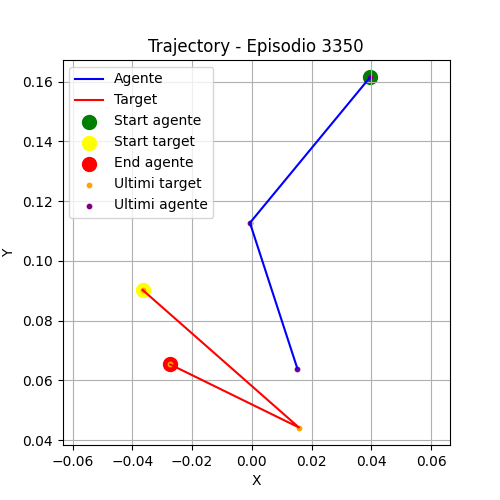 Trajectory - Episodio 3350
Agente
Target
Start agente
Start target
End agente
Ultimi target
Ultimi agente
Y
0.16
0.14
0.12
0.10
0.08
0.06
0.04
−0.06
−0.04
−0.02
0.00
0.02
0.04
0.06
X